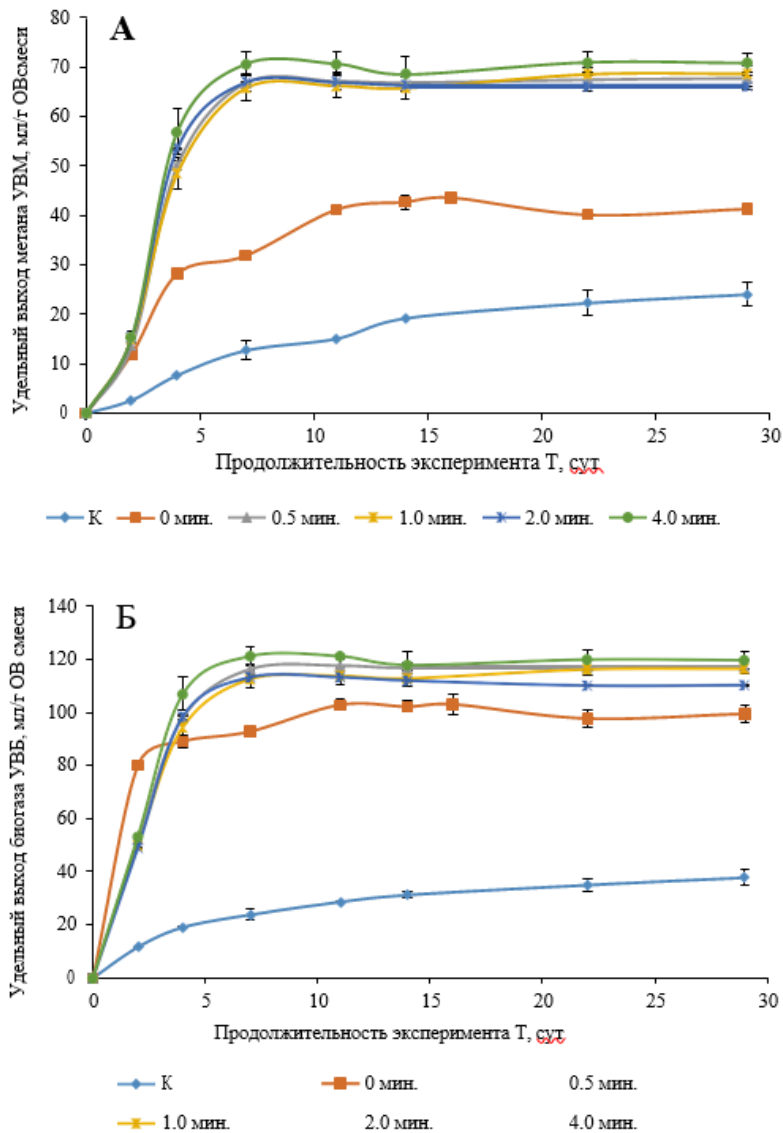 А
80
70
60
50
40
30
20
10
0
0 5 10 15 20 25 30
Удельный выход метана УВМ, мл/г ОВсмеси
Продолжительность эксперимента Т, сут
К 0 мин. 0.5 мин. 1.0 мин. 2.0 мин. 4.0 мин.
Б
140
120
100
80
60
40
20
0
0 5 10 15 20 25 30
Удельный выход биогаза УВБ, мл/г ОВ смеси
Продолжительность эксперимента Т, сут
К 0 мин. 0.5 мин.
1.0 мин. 2.0 мин. 4.0 мин.